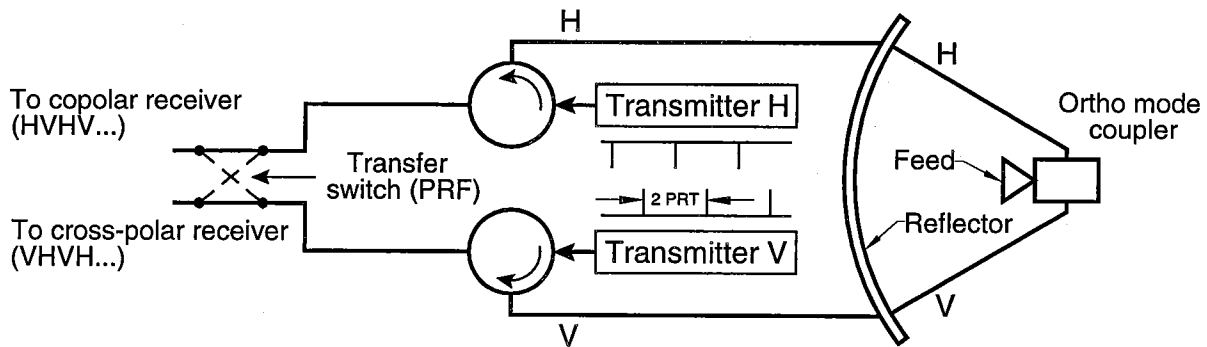 H
H
To copolar receiver
(HVHV...)
Transmitter H
Ortho mode
coupler
Transfer
switch (PRF)
Feed
2 PRT
To cross-polar receiver
(VHVH...)
Reflector
Transmitter V
V
V